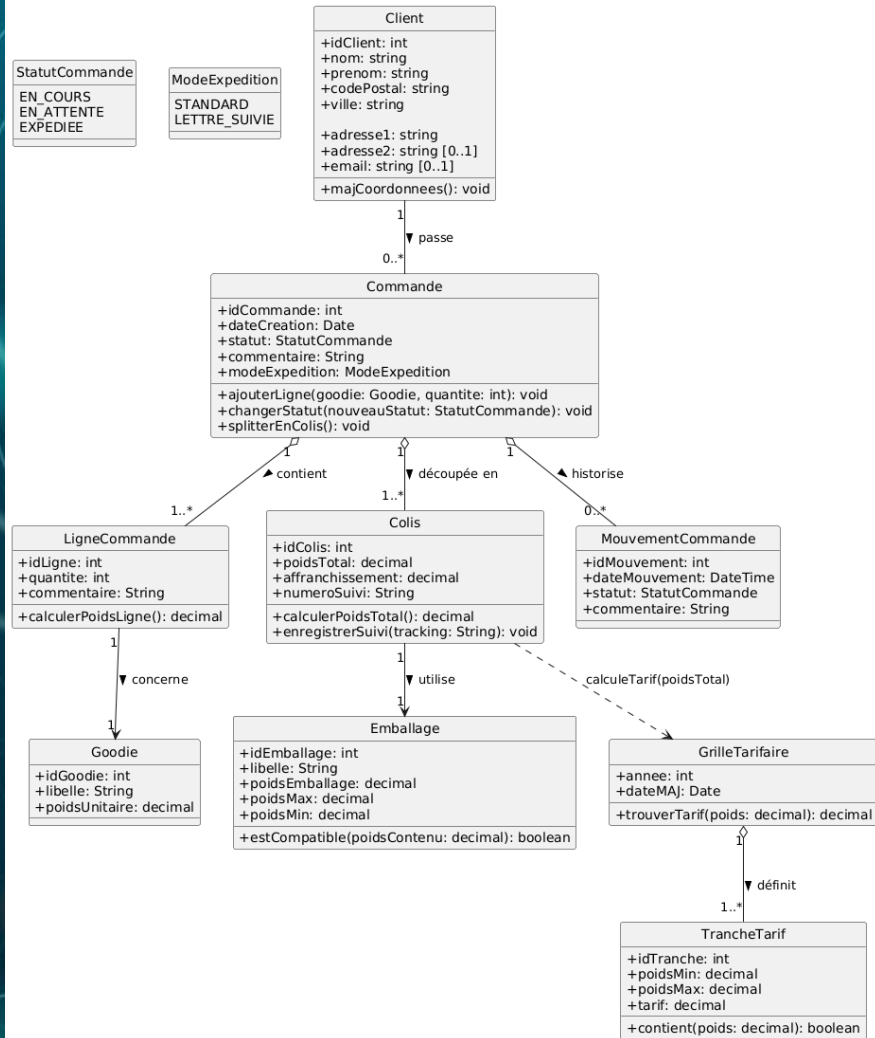 Client
+idClient: int
+nom: string
+prenom: string
+codePostal: string
+ville: string
+adresse1: string
+adresse2: string [0..1]
+email: string [0..1]
+majCoordonnees(): void
StatutCommande
EN_COURS
EN_ATTENTE
EXPEDIEE
ModeExpedition
STANDARD
LETTRE_SUIVIE
1
passe
0..*
Commande
+idCommande: int
+dateCreation: Date
+statut: StatutCommande
+commentaire: String
+modeExpedition: ModeExpedition
+ajouterLigne(goodie: Goodie, quantite: int): void
+changerStatut(nouveauStatut: StatutCommande): void
+splitterEnColis(): void
1
contient
1..*
1
découpée en
1..*
1
historise
0..*
LigneCommande
+idLigne: int
+quantite: int
+commentaire: String
+calculerPoidsLigne(): decimal
Colis
+idColis: int
+poidsTotal: decimal
+affranchissement: decimal
+numeroSuivi: String
+calculerPoidsTotal(): decimal
+enregistrerSuivi(tracking: String): void
MouvementCommande
+idMouvement: int
+dateMouvement: DateTime
+statut: StatutCommande
+commentaire: String
1
concerne
1
1
utilise
1
calculeTarif(poidsTotal)
Goodie
+idGoodie: int
+libelle: String
+poidsUnitaire: decimal
Emballage
+idEmballage: int
+libelle: String
+poidsEmballage: decimal
+poidsMax: decimal
+poidsMin: decimal
+estCompatible(poidsContenu: decimal): boolean
GrilleTarifaire
+annee: int
+dateMAJ: Date
+trouverTarif(poids: decimal): decimal
1
définit
1..*
TrancheTarif
+idTranche: int
+poidsMin: decimal
+poidsMax: decimal
+tarif: decimal
+contient(poids: decimal): boolean